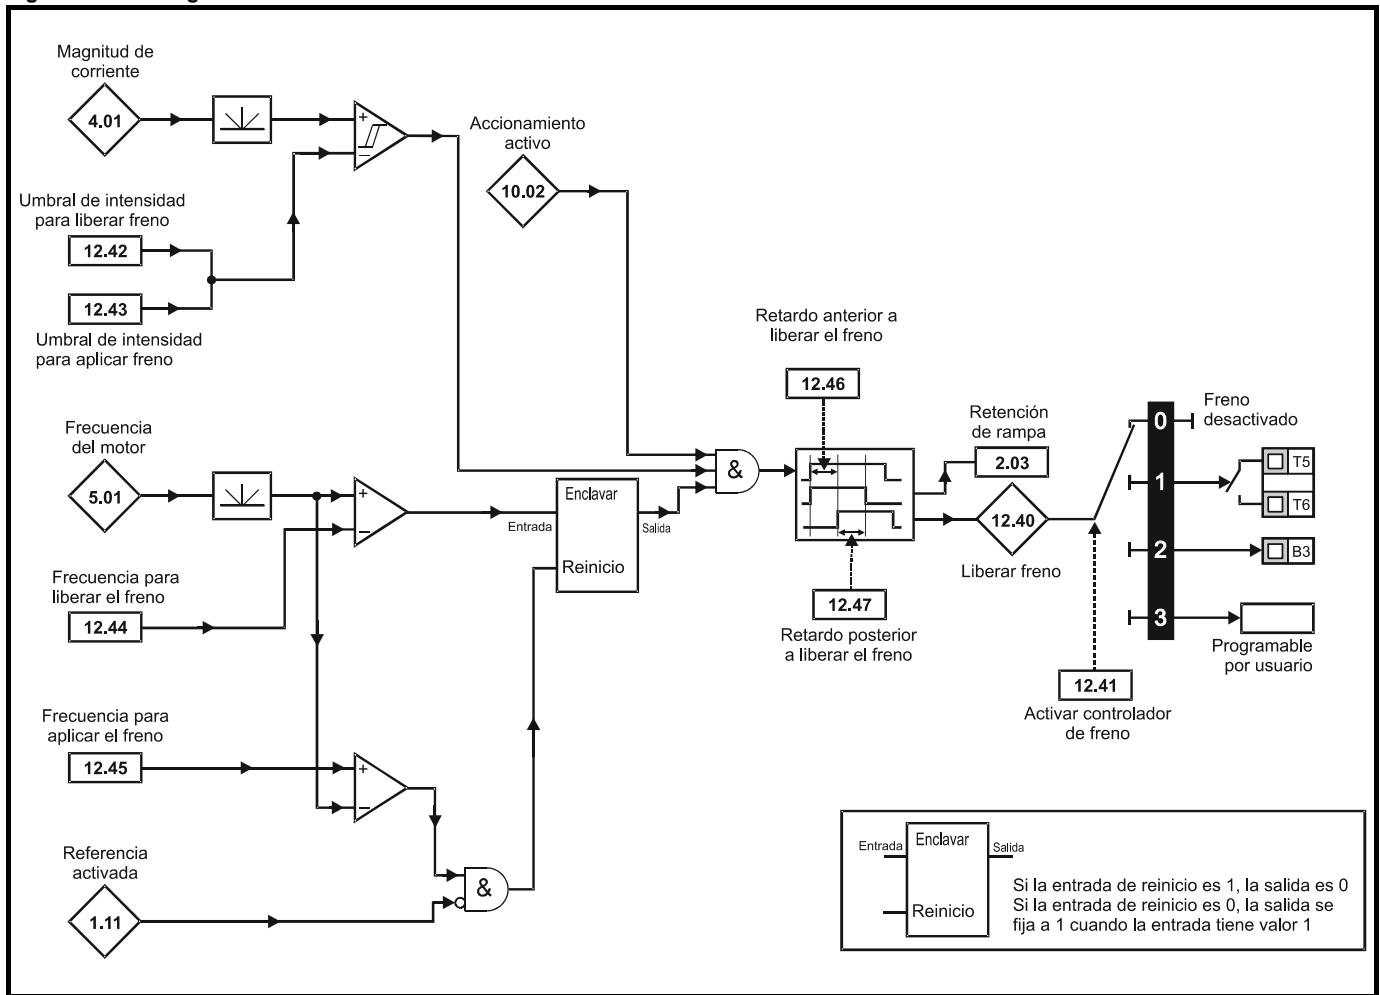 Magnitud de
corriente
4.01
+
−
Accionamiento
activo
10.02
Umbral de intensidad
para liberar freno
12.42
12.43
Umbral de intensidad
para aplicar freno
Retardo anterior a
liberar el freno
12.46
Frecuencia
del motor
5.01
+
−
Enclavar
Entrada
Salida
Reinicio
&
Retención
de rampa
2.03
12.40
Liberar freno
12.47
Retardo posterior
a liberar el freno
0
Freno
desactivado
1
T5
T6
2
B3
3
Programable
por usuario
12.41
Activar controlador
de freno
Frecuencia para
liberar el freno
12.44
Frecuencia para
aplicar el freno
12.45
+
−
Referencia
activada
1.11
&
Entrada
Enclavar
Salida
Reinicio
Si la entrada de reinicio es 1, la salida es 0
Si la entrada de reinicio es 0, la salida se
fija a 1 cuando la entrada tiene valor 1